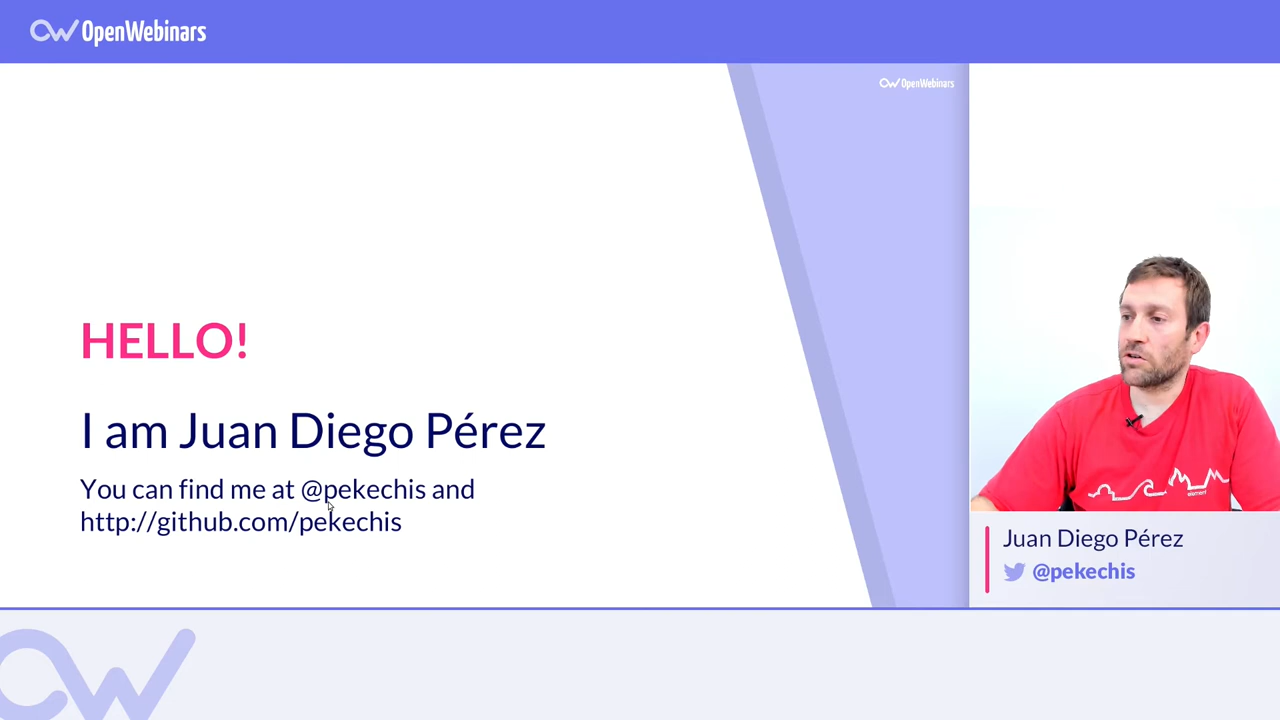 OpenWebinars
OpenWebinars
HELLO!
I am Juan Diego Pérez
You can find me at @pekechis and
http://github.com/pekechis
element
Juan Diego Pérez
@pekechis